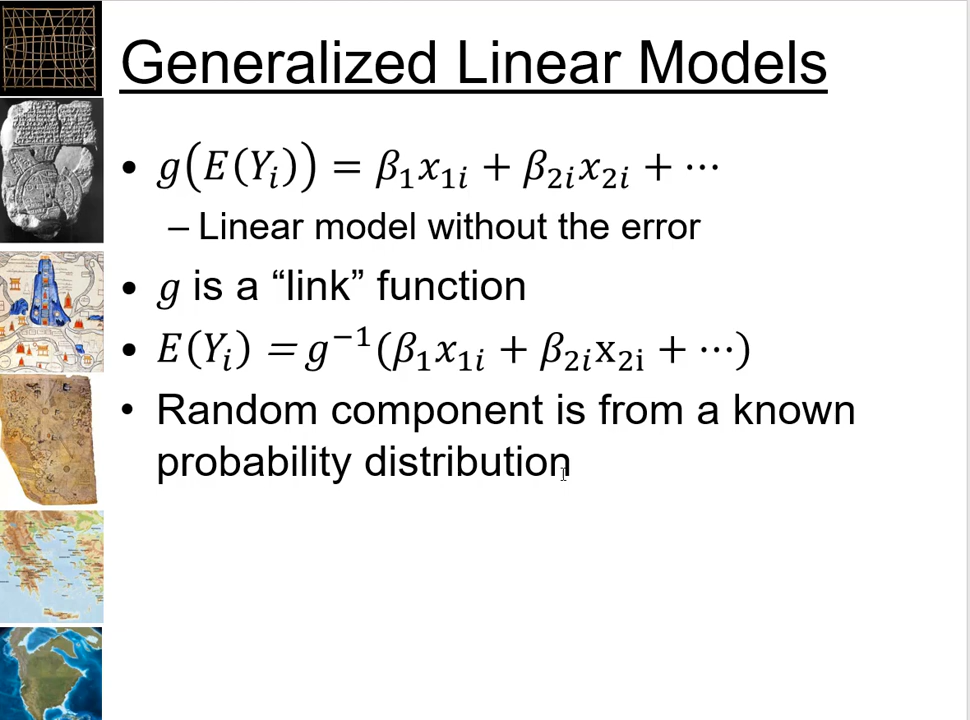 Generalized Linear Models
• 𝑔(𝐸(𝑌ᵢ)) = 𝛽₁𝑥₁ᵢ + 𝛽₂ᵢ𝑥₂ᵢ + ⋯
– Linear model without the error
• 𝑔 is a “link” function
• 𝐸(𝑌ᵢ) = 𝑔⁻¹(𝛽₁𝑥₁ᵢ + 𝛽₂ᵢx₂ᵢ + ⋯)
• Random component is from a known
probability distribution